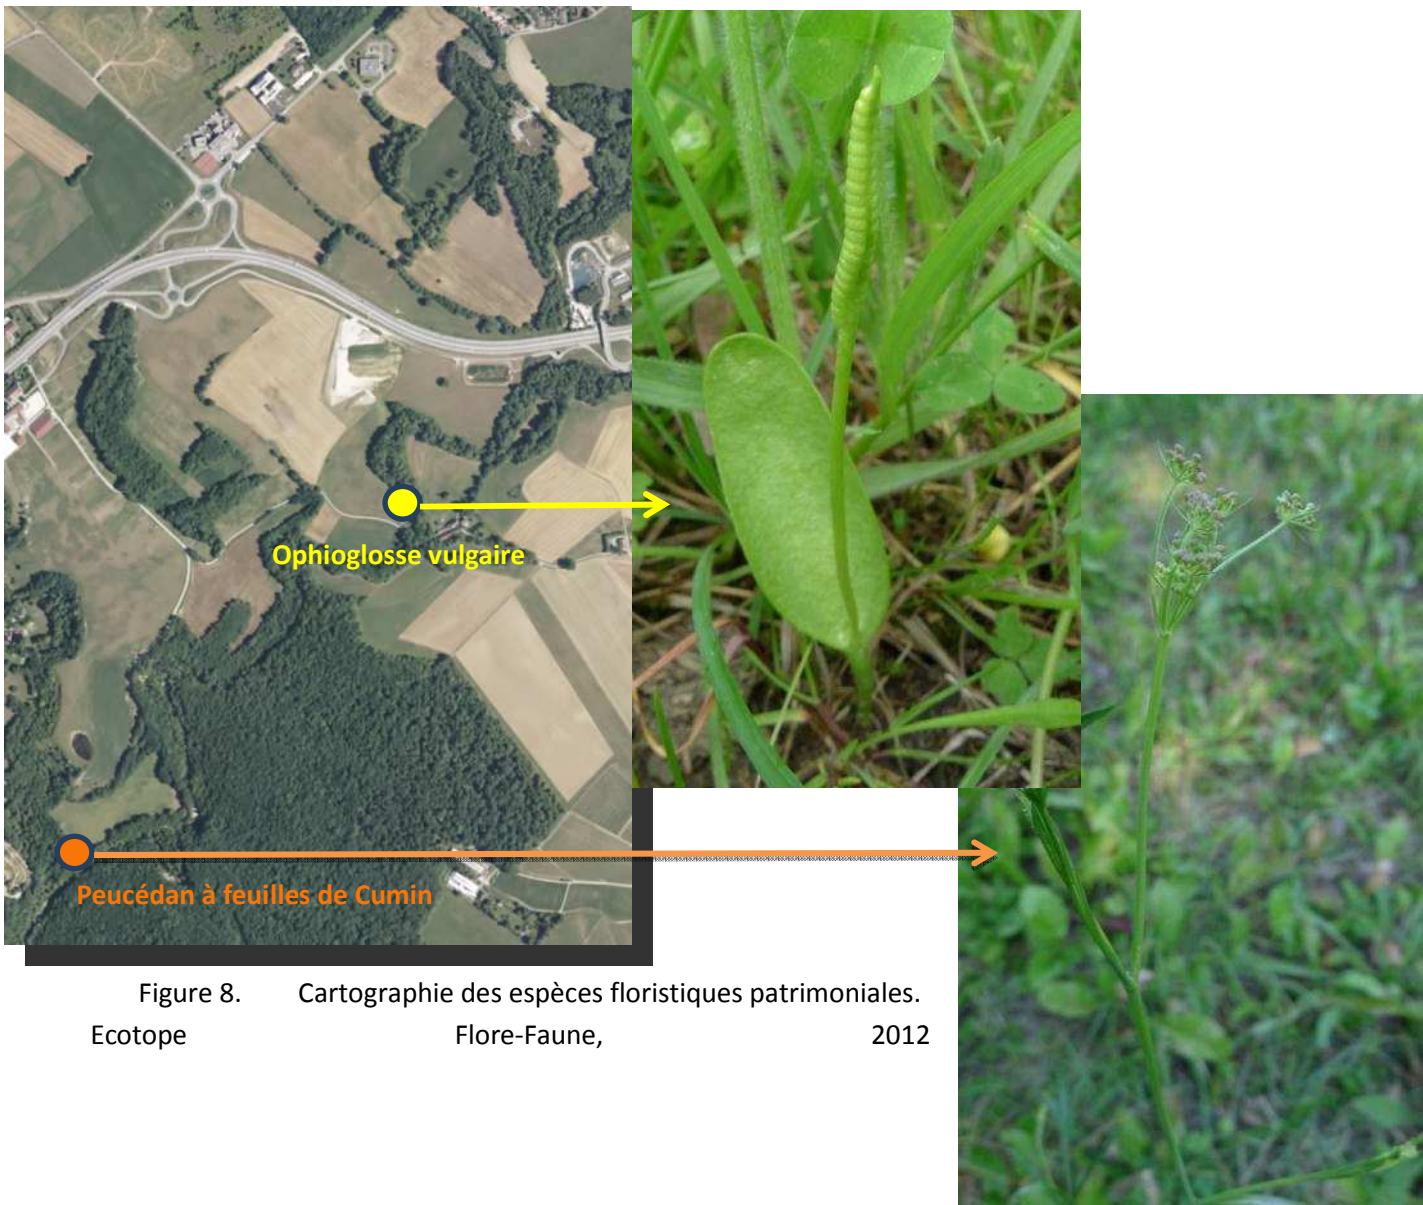 Ophioglosse vulgaire
Peucédan à feuilles de Cumin
Figure 8. Cartographie des espèces floristiques patrimoniales.
Ecotope Flore-Faune, 2012